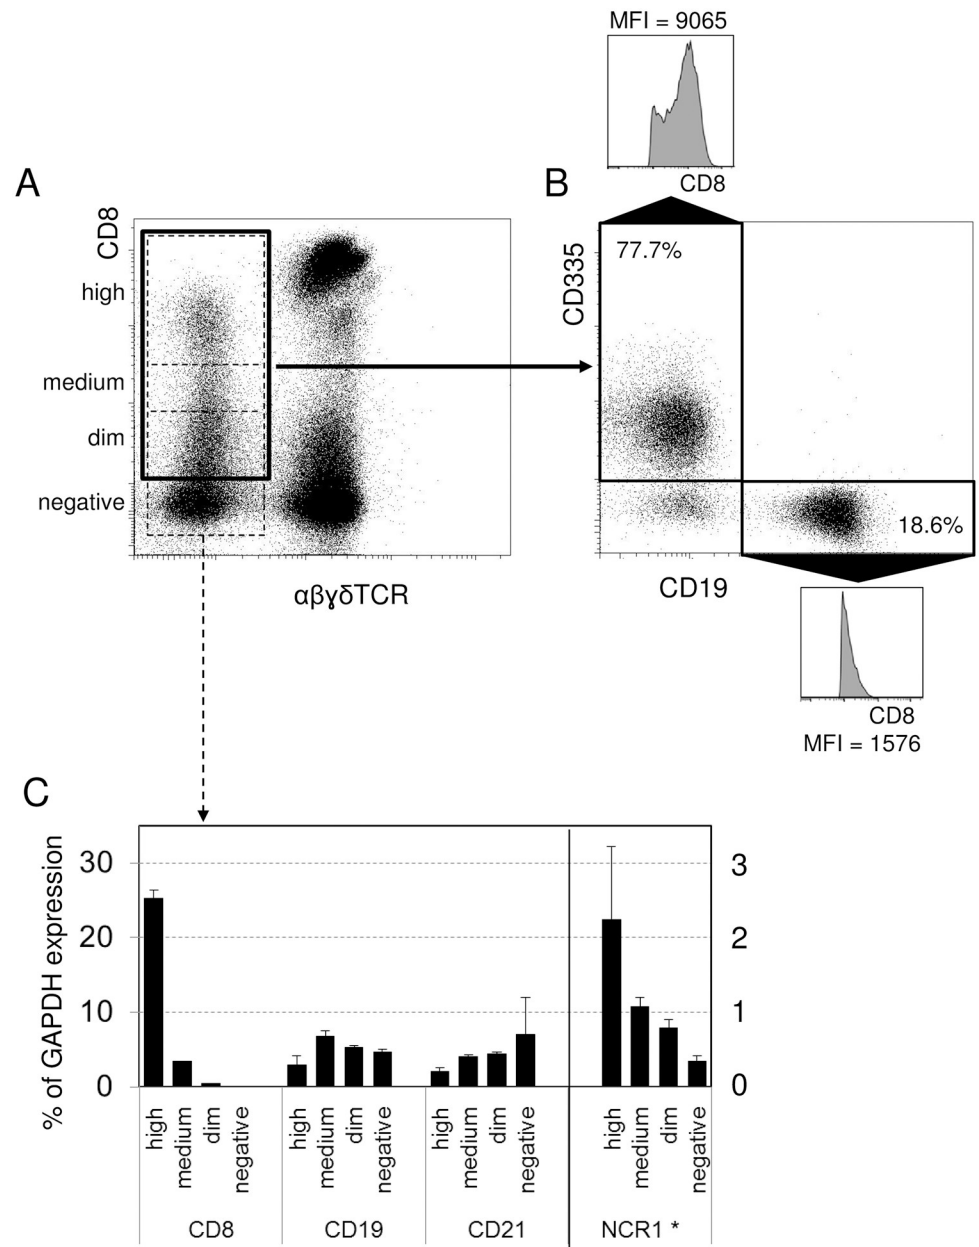 MFI = 9065
CD8
A
B
CD8
high
medium
dim
negative
αβγδTCR
CD335
77.7%
18.6%
CD19
CD8
MFI = 1576
C
% of GAPDH expression
30
20
10
0
3
2
1
0
high
medium
dim
negative
high
medium
dim
negative
high
medium
dim
negative
high
medium
dim
negative
CD8
CD19
CD21
NCR1 *